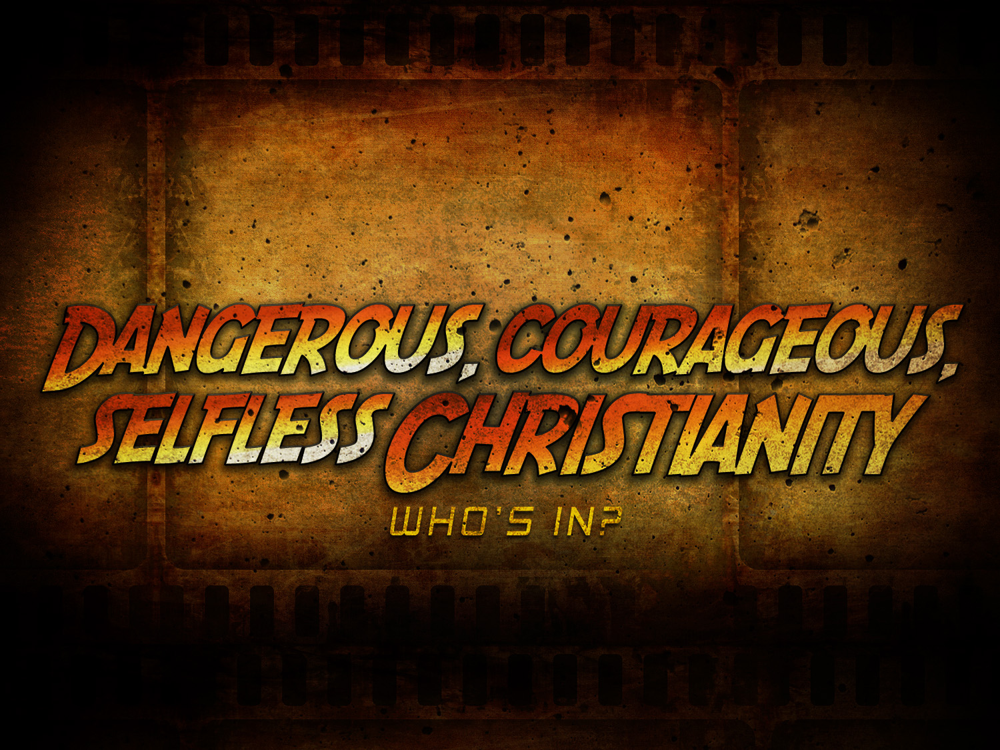 DANGEROUS, COURAGEOUS,
SELFLESS CHRISTIANITY
WHO'S IN?